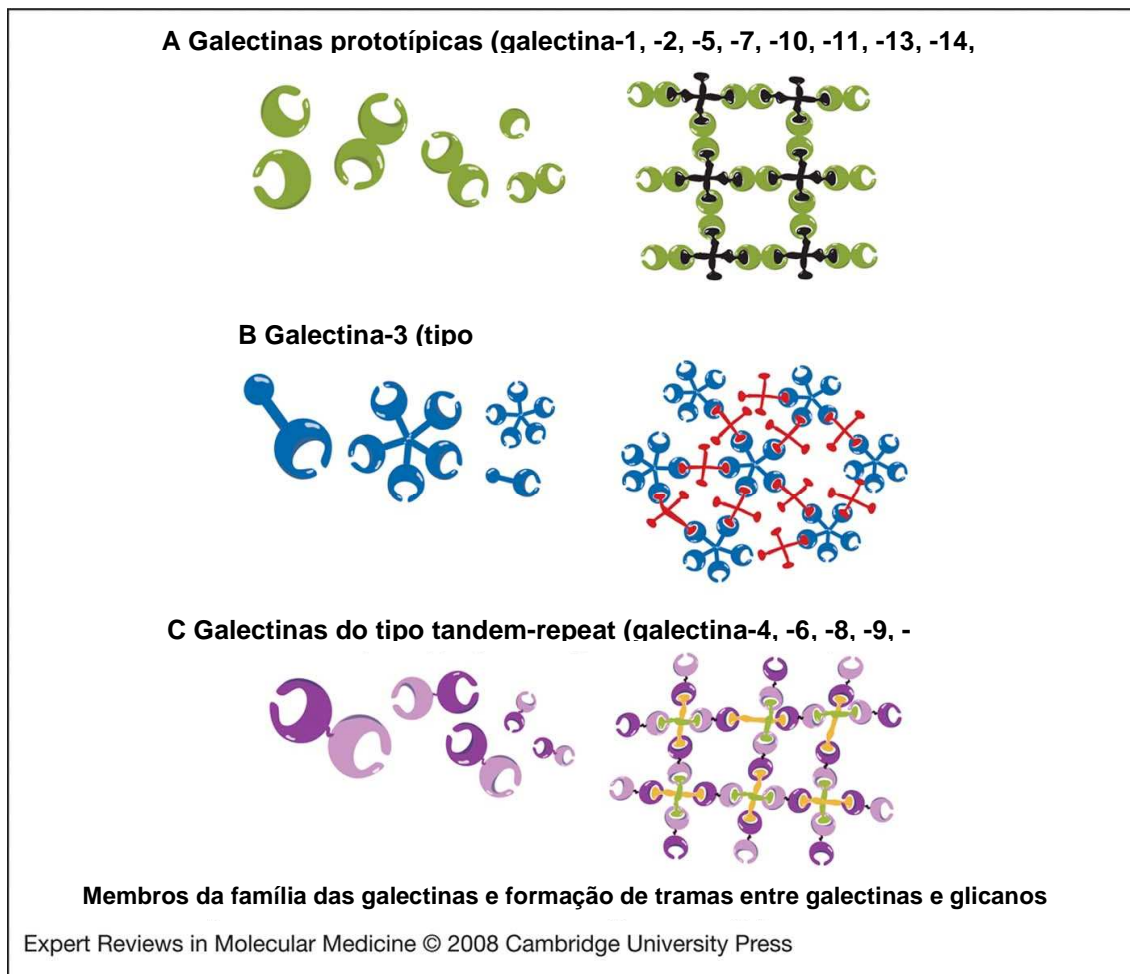 A Galectinas prototípicas (galectina-1, -2, -5, -7, -10, -11, -13, -14,
B Galectina-3 (tipo
C Galectinas do tipo tandem-repeat (galectina-4, -6, -8, -9, -
Membros da família das galectinas e formação de tramas entre galectinas e glicanos
Expert Reviews in Molecular Medicine © 2008 Cambridge University Press